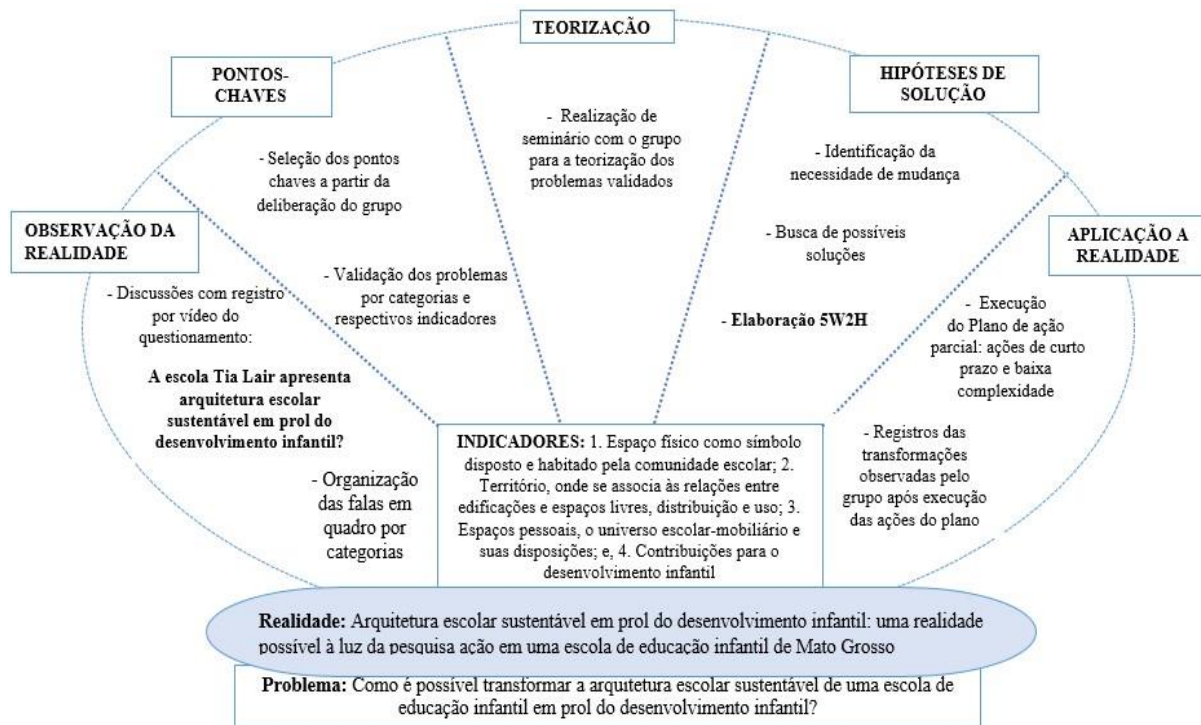 TEORIZAÇÃO
PONTOS-
CHAVES
HIPÓTESES DE
SOLUÇÃO
- Realização de
seminário com o grupo
para a teorização dos
problemas validados
- Seleção dos pontos
chaves a partir da
deliberação do grupo
- Identificação da
necessidade de mudança
OBSERVAÇÃO DA
REALIDADE
APLICAÇÃO A
REALIDADE
- Busca de possíveis
soluções
- Validação dos problemas
por categorias e
respectivos indicadores
- Discussões com registro
por vídeo do
questionamento:
- Elaboração 5W2H
- Execução
do Plano de ação
parcial: ações de curto
prazo e baixa
complexidade
A escola Tia Lair apresenta
arquitetura escolar
sustentável em prol do
desenvolvimento infantil?
- Organização
das falas em
quadro por
categorias
INDICADORES: 1. Espaço físico como símbolo
disposto e habitado pela comunidade escolar; 2.
Território, onde se associa às relações entre
edificações e espaços livres, distribuição e uso; 3.
Espaços pessoais, o universo escolar-mobiliário e
suas disposições; e, 4. Contribuições para o
desenvolvimento infantil
- Registros das
transformações
observadas pelo
grupo após execução
das ações do plano
Realidade: Arquitetura escolar sustentável em prol do desenvolvimento infantil: uma realidade
possível à luz da pesquisa ação em uma escola de educação infantil de Mato Grosso
Problema: Como é possível transformar a arquitetura escolar sustentável de uma escola de
educação infantil em prol do desenvolvimento infantil?